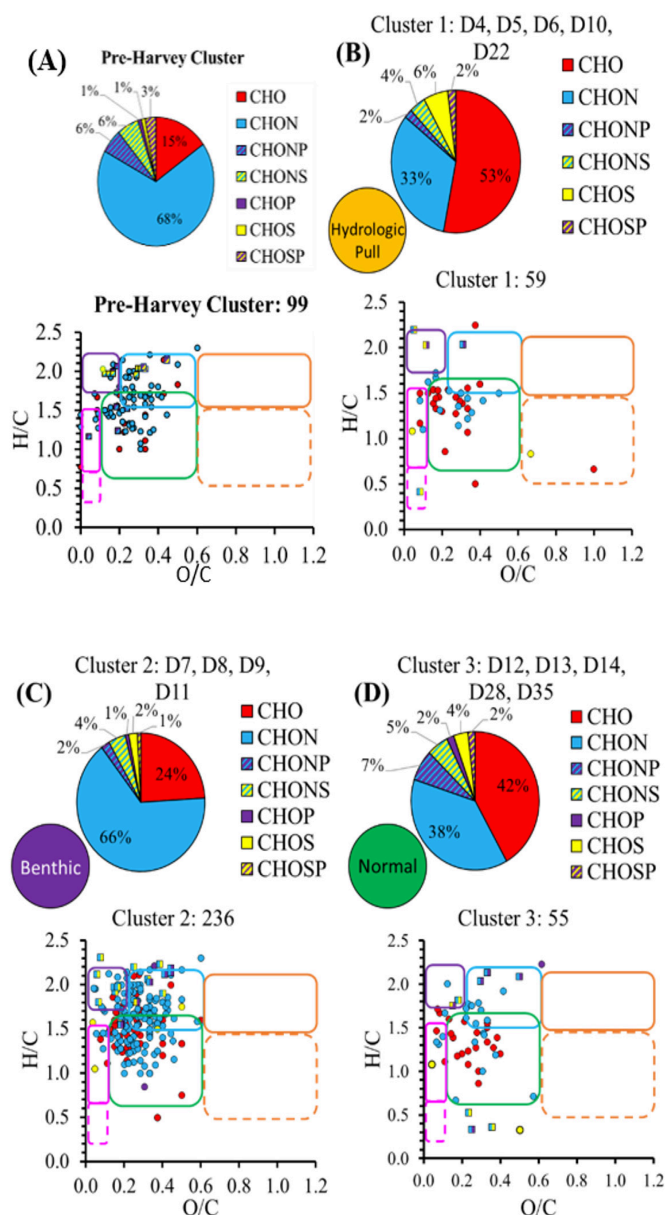 (A)
Pre-Harvey Cluster
1%
1%
3%
6%
6%
15%
68%
CHO
CHON
CHONP
CHONS
CHOP
CHOS
CHOSP
Pre-Harvey Cluster: 99
2.5
2.0
1.5
1.0
0.5
0.0
H/C
0.0 0.2 0.4 0.6 0.8 1.0 1.2
O/C
Cluster 1: D4, D5, D6, D10,
D22
(B)
6%
2%
4%
2%
33%
53%
CHO
CHON
CHONP
CHONS
CHOS
CHOSP
Hydrologic
Pull
Cluster 1: 59
2.5
2.0
1.5
1.0
0.5
0.0
H/C
0.0 0.2 0.4 0.6 0.8 1.0 1.2
O/C
Cluster 2: D7, D8, D9,
D11
(C)
1%
2%
4%
1%
2%
24%
66%
CHO
CHON
CHONP
CHONS
CHOP
CHOS
CHOSP
Benthic
Cluster 2: 236
2.5
2.0
1.5
1.0
0.5
0.0
H/C
0.0 0.2 0.4 0.6 0.8 1.0 1.2
O/C
Cluster 3: D12, D13, D14,
D28, D35
(D)
4%
2%
2%
5%
7%
42%
38%
CHO
CHON
CHONP
CHONS
CHOP
CHOS
CHOSP
Normal
Cluster 3: 55
2.5
2.0
1.5
1.0
0.5
0.0
H/C
0.0 0.2 0.4 0.6 0.8 1.0 1.2
O/C